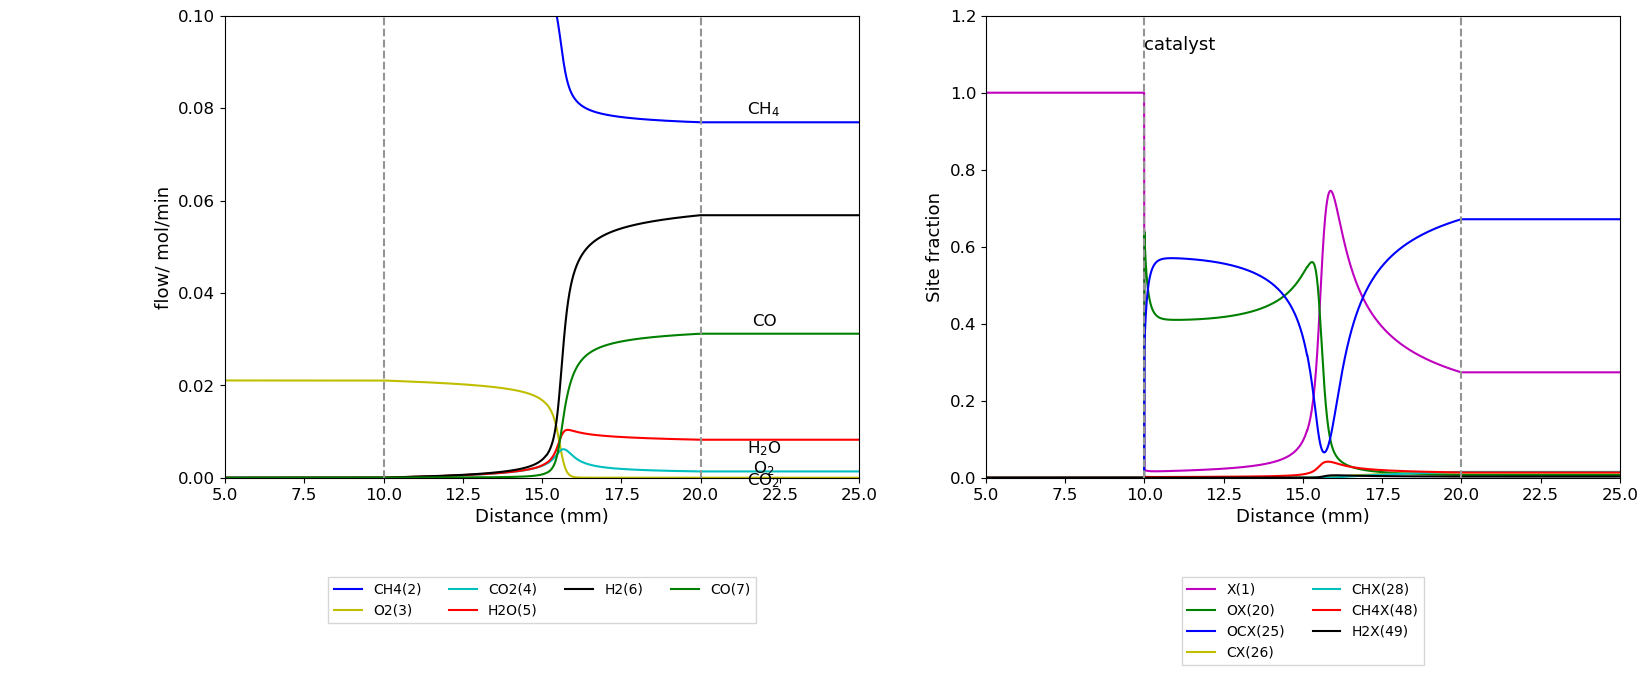 0.10
0.08
0.06
0.04
0.02
0.00
flow/ mol/min
CH₄
CO
H₂O
O₂
CO₂
5.0 7.5 10.0 12.5 15.0 17.5 20.0 22.5 25.0
Distance (mm)
CH4(2) CO2(4) H2(6) CO(7)
O2(3) H2O(5)
1.2
1.0
0.8
0.6
0.4
0.2
0.0
Site fraction
catalyst
5.0 7.5 10.0 12.5 15.0 17.5 20.0 22.5 25.0
Distance (mm)
X(1) CHX(28)
OX(20) CH4X(48)
OCX(25) H2X(49)
CX(26)